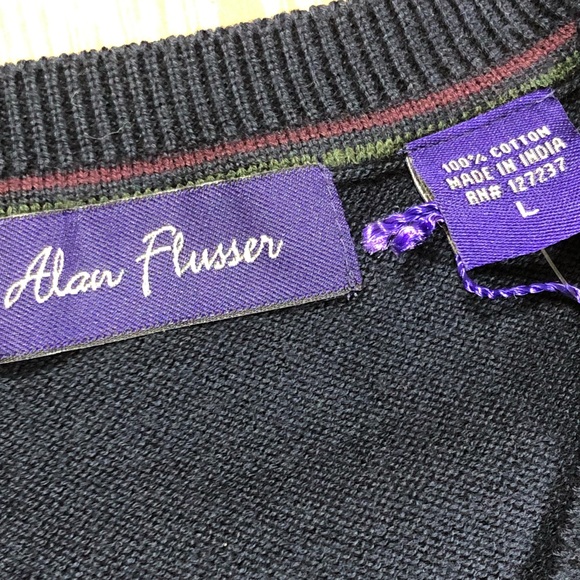 Alan Flusser
100% COTTON
MADE IN INDIA
RN# 127237
L